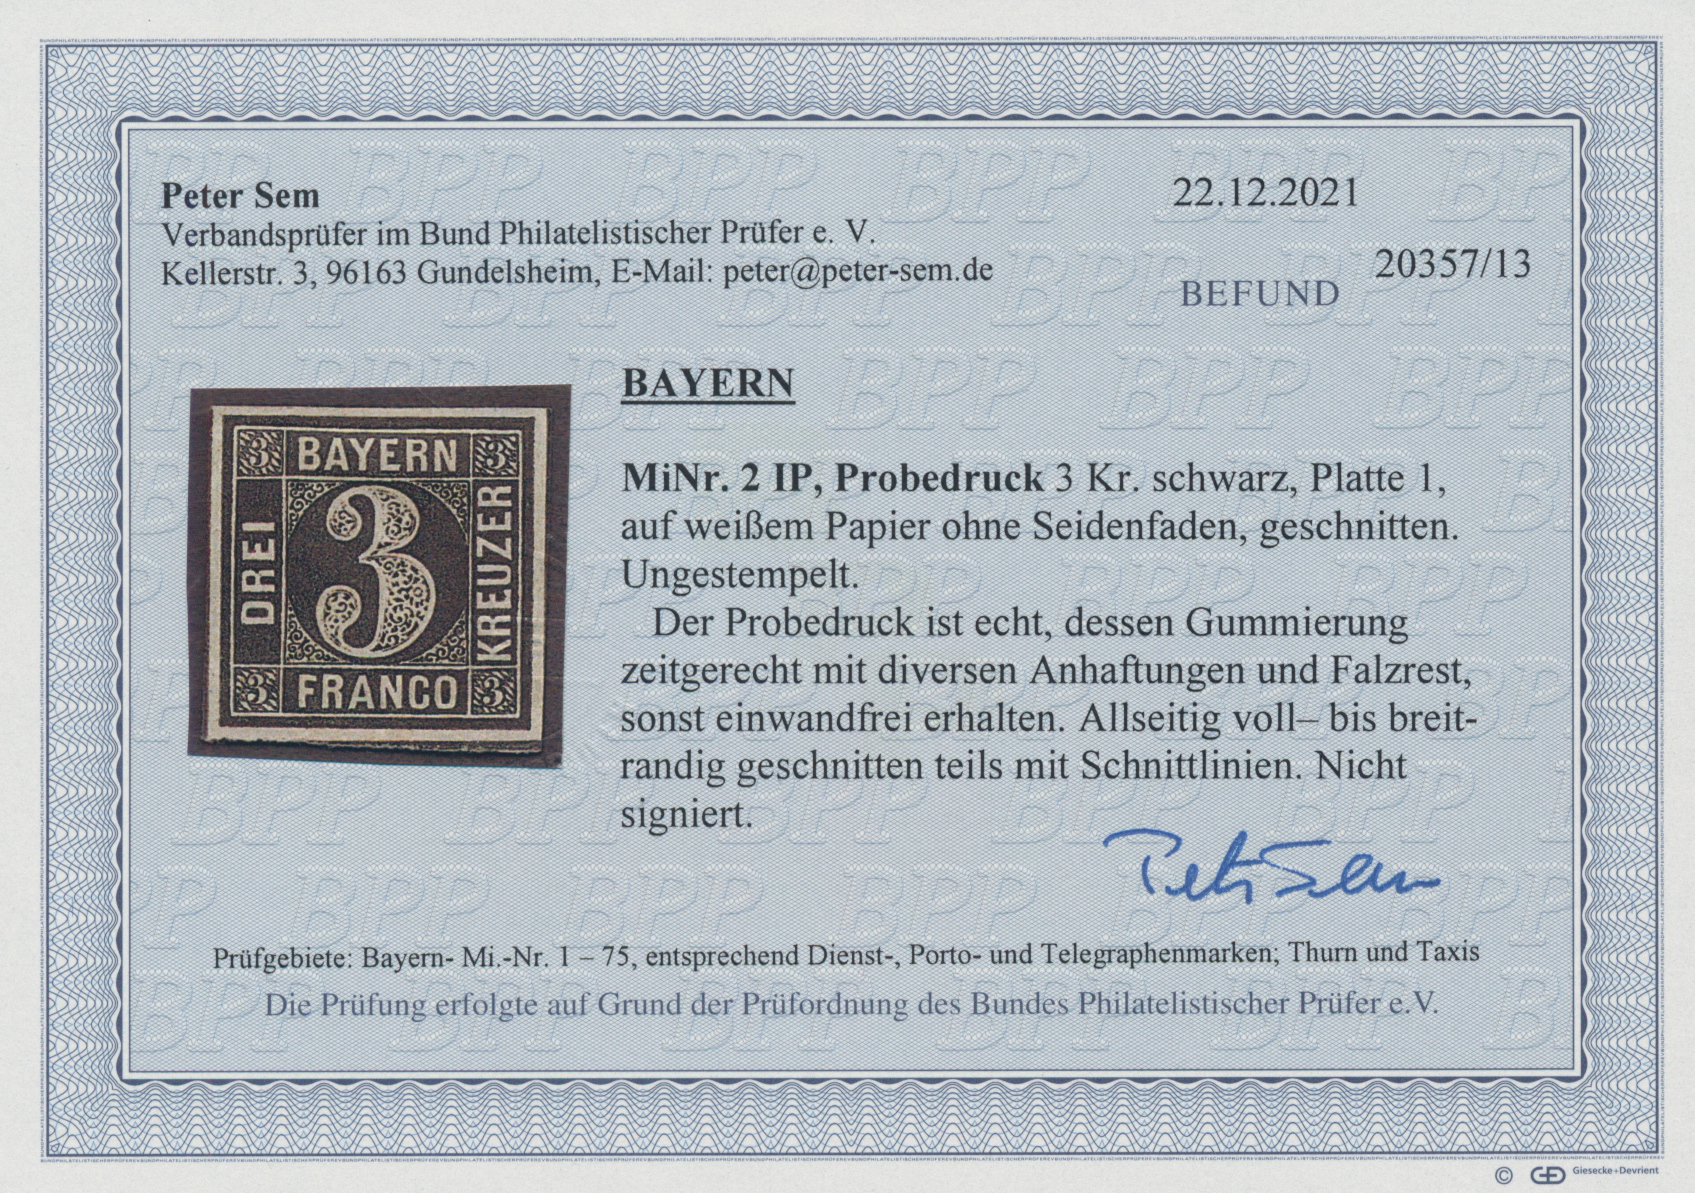 Peter Sem
Verbandsprüfer im Bund Philatelistischer Prüfer e. V.
Kellerstr. 3, 96163 Gundelsheim, E-Mail: peter@peter-sem.de
22.12.2021
20357/13
BEFUND
BAYERN
3 BAYERN 3
DREI
3
KREUZER
3 FRANCO 3
MiNr. 2 IP, Probedruck 3 Kr. schwarz, Platte 1,
auf weißem Papier ohne Seidenfaden, geschnitten.
Ungestempelt.
Der Probedruck ist echt, dessen Gummierung
zeitgerecht mit diversen Anhaftungen und Falzrest,
sonst einwandfrei erhalten. Allseitig voll– bis breit-
randig geschnitten teils mit Schnittlinien. Nicht
signiert.
Peter Sem
Prüfgebiete: Bayern- Mi.-Nr. 1 – 75, entsprechend Dienst-, Porto- und Telegraphenmarken; Thurn und Taxis
Die Prüfung erfolgte auf Grund der Prüfordnung des Bundes Philatelistischer Prüfer e.V.
© Giesecke+Devrient